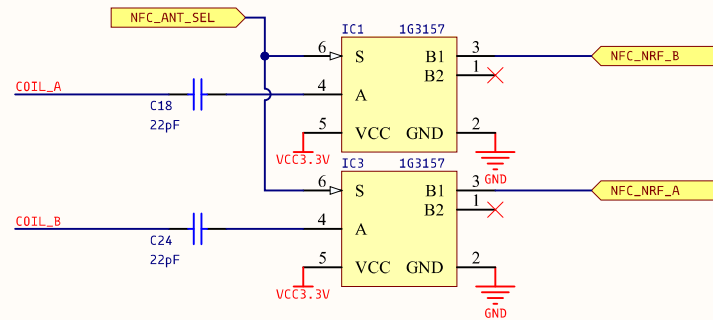 NFC_ANT_SEL
IC1 1G3157
6 S B1 3 NFC_NRF_B
B2 1
COIL_A 4 A
C18
22pF
5 VCC GND 2
VCC3.3V GND
IC3 1G3157
6 S B1 3 NFC_NRF_A
B2 1
COIL_B 4 A
C24
22pF
5 VCC GND 2
VCC3.3V GND